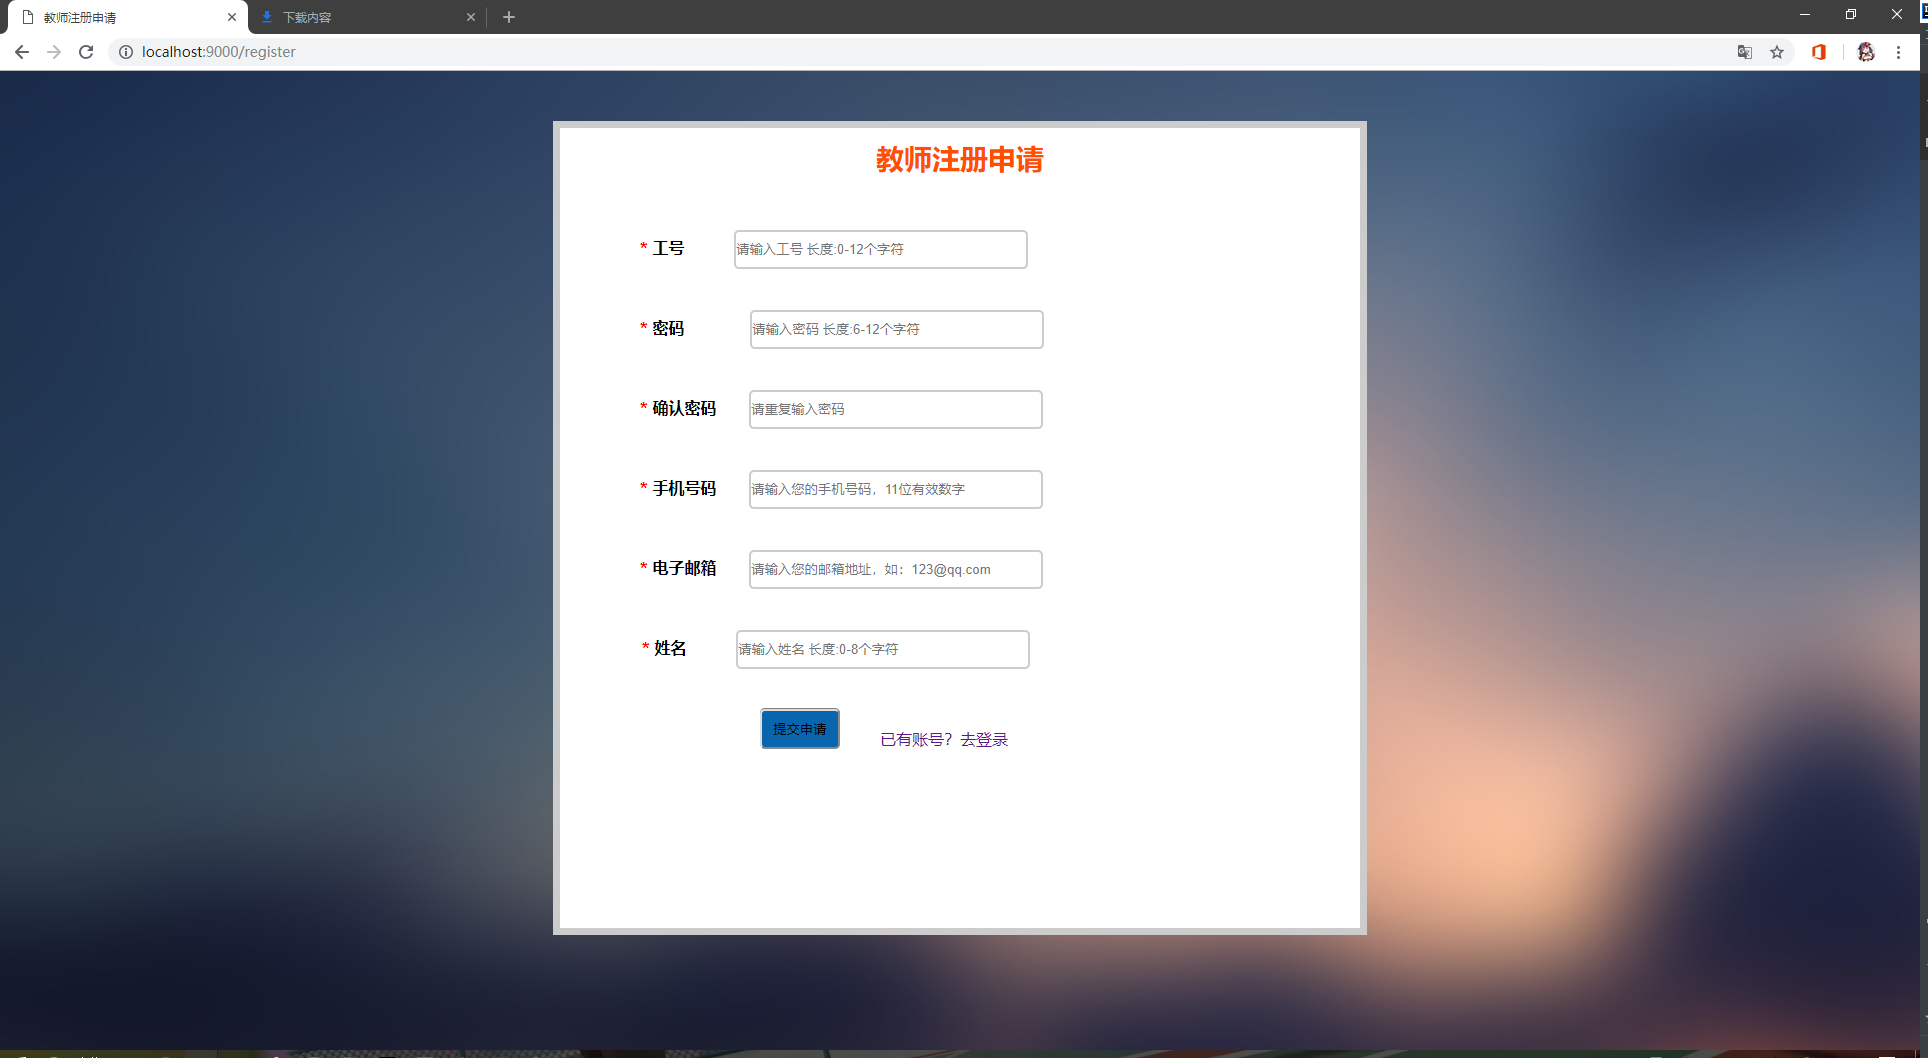 教师注册申请
下载内容
localhost:9000/register
教师注册申请
* 工号 请输入工号 长度:0-12个字符
* 密码 请输入密码 长度:6-12个字符
* 确认密码 请重复输入密码
* 手机号码 请输入您的手机号码，11位有效数字
* 电子邮箱 请输入您的邮箱地址，如：123@qq.com
* 姓名 请输入姓名 长度:0-8个字符
提交申请 已有账号？去登录